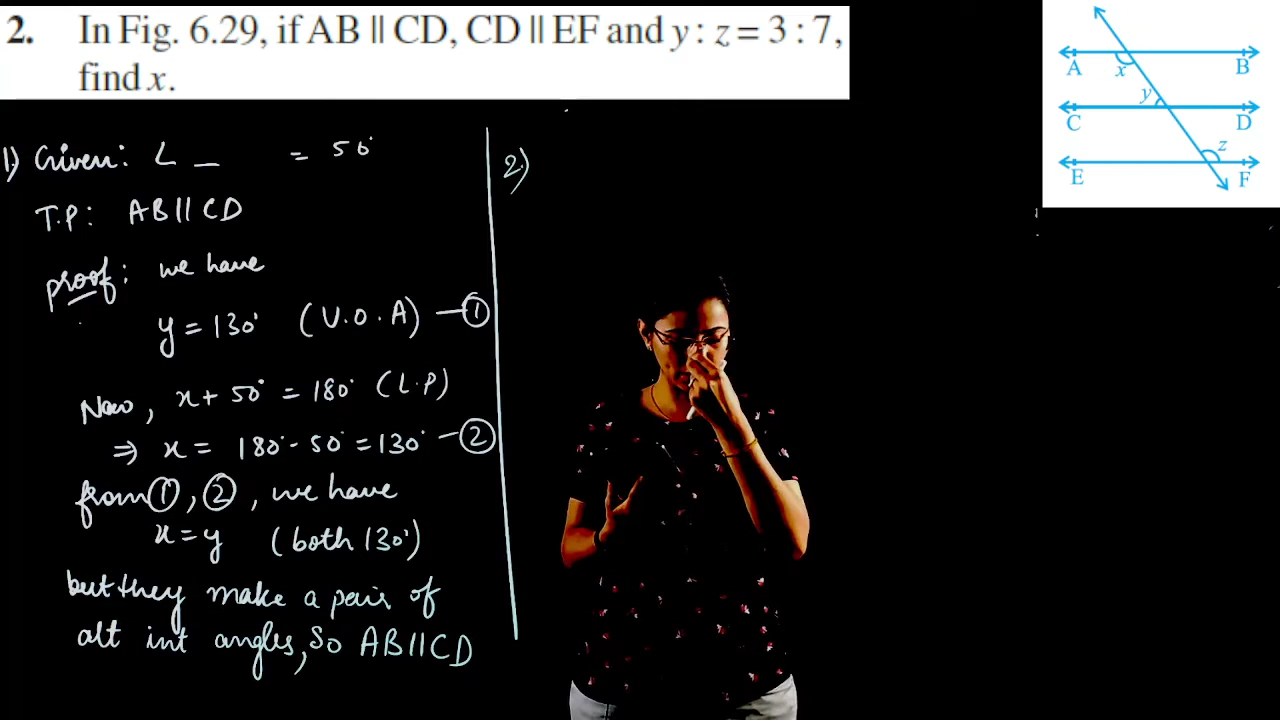 2. In Fig. 6.29, if AB || CD, CD || EF and y : z = 3 : 7,
find x.
A
B
x
y
C
D
z
E
F
1) Given: ∠ _ = 50°
T.P: AB || CD
proof: we have
y = 130° (V.O.A) — ①
Now, x + 50° = 180° (L.P)
⇒ x = 180° - 50° = 130° — ②
from ①, ②, we have
x = y (both 130°)
but they make a pair of
alt int angles, So AB || CD
2)